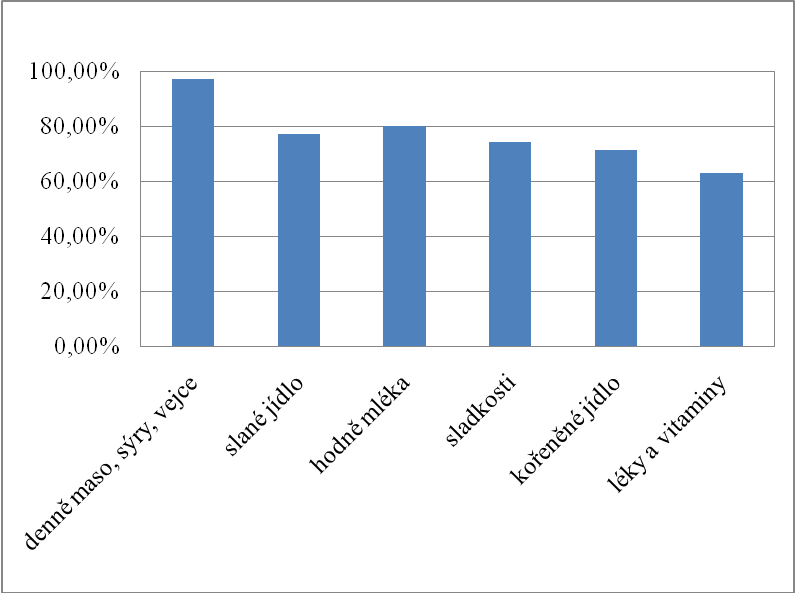 100,00%
80,00%
60,00%
40,00%
20,00%
0,00%
denně maso, sýry, vejce
slané jídlo
hodně mléka
sladkosti
kořeněné jídlo
léky a vitaminy